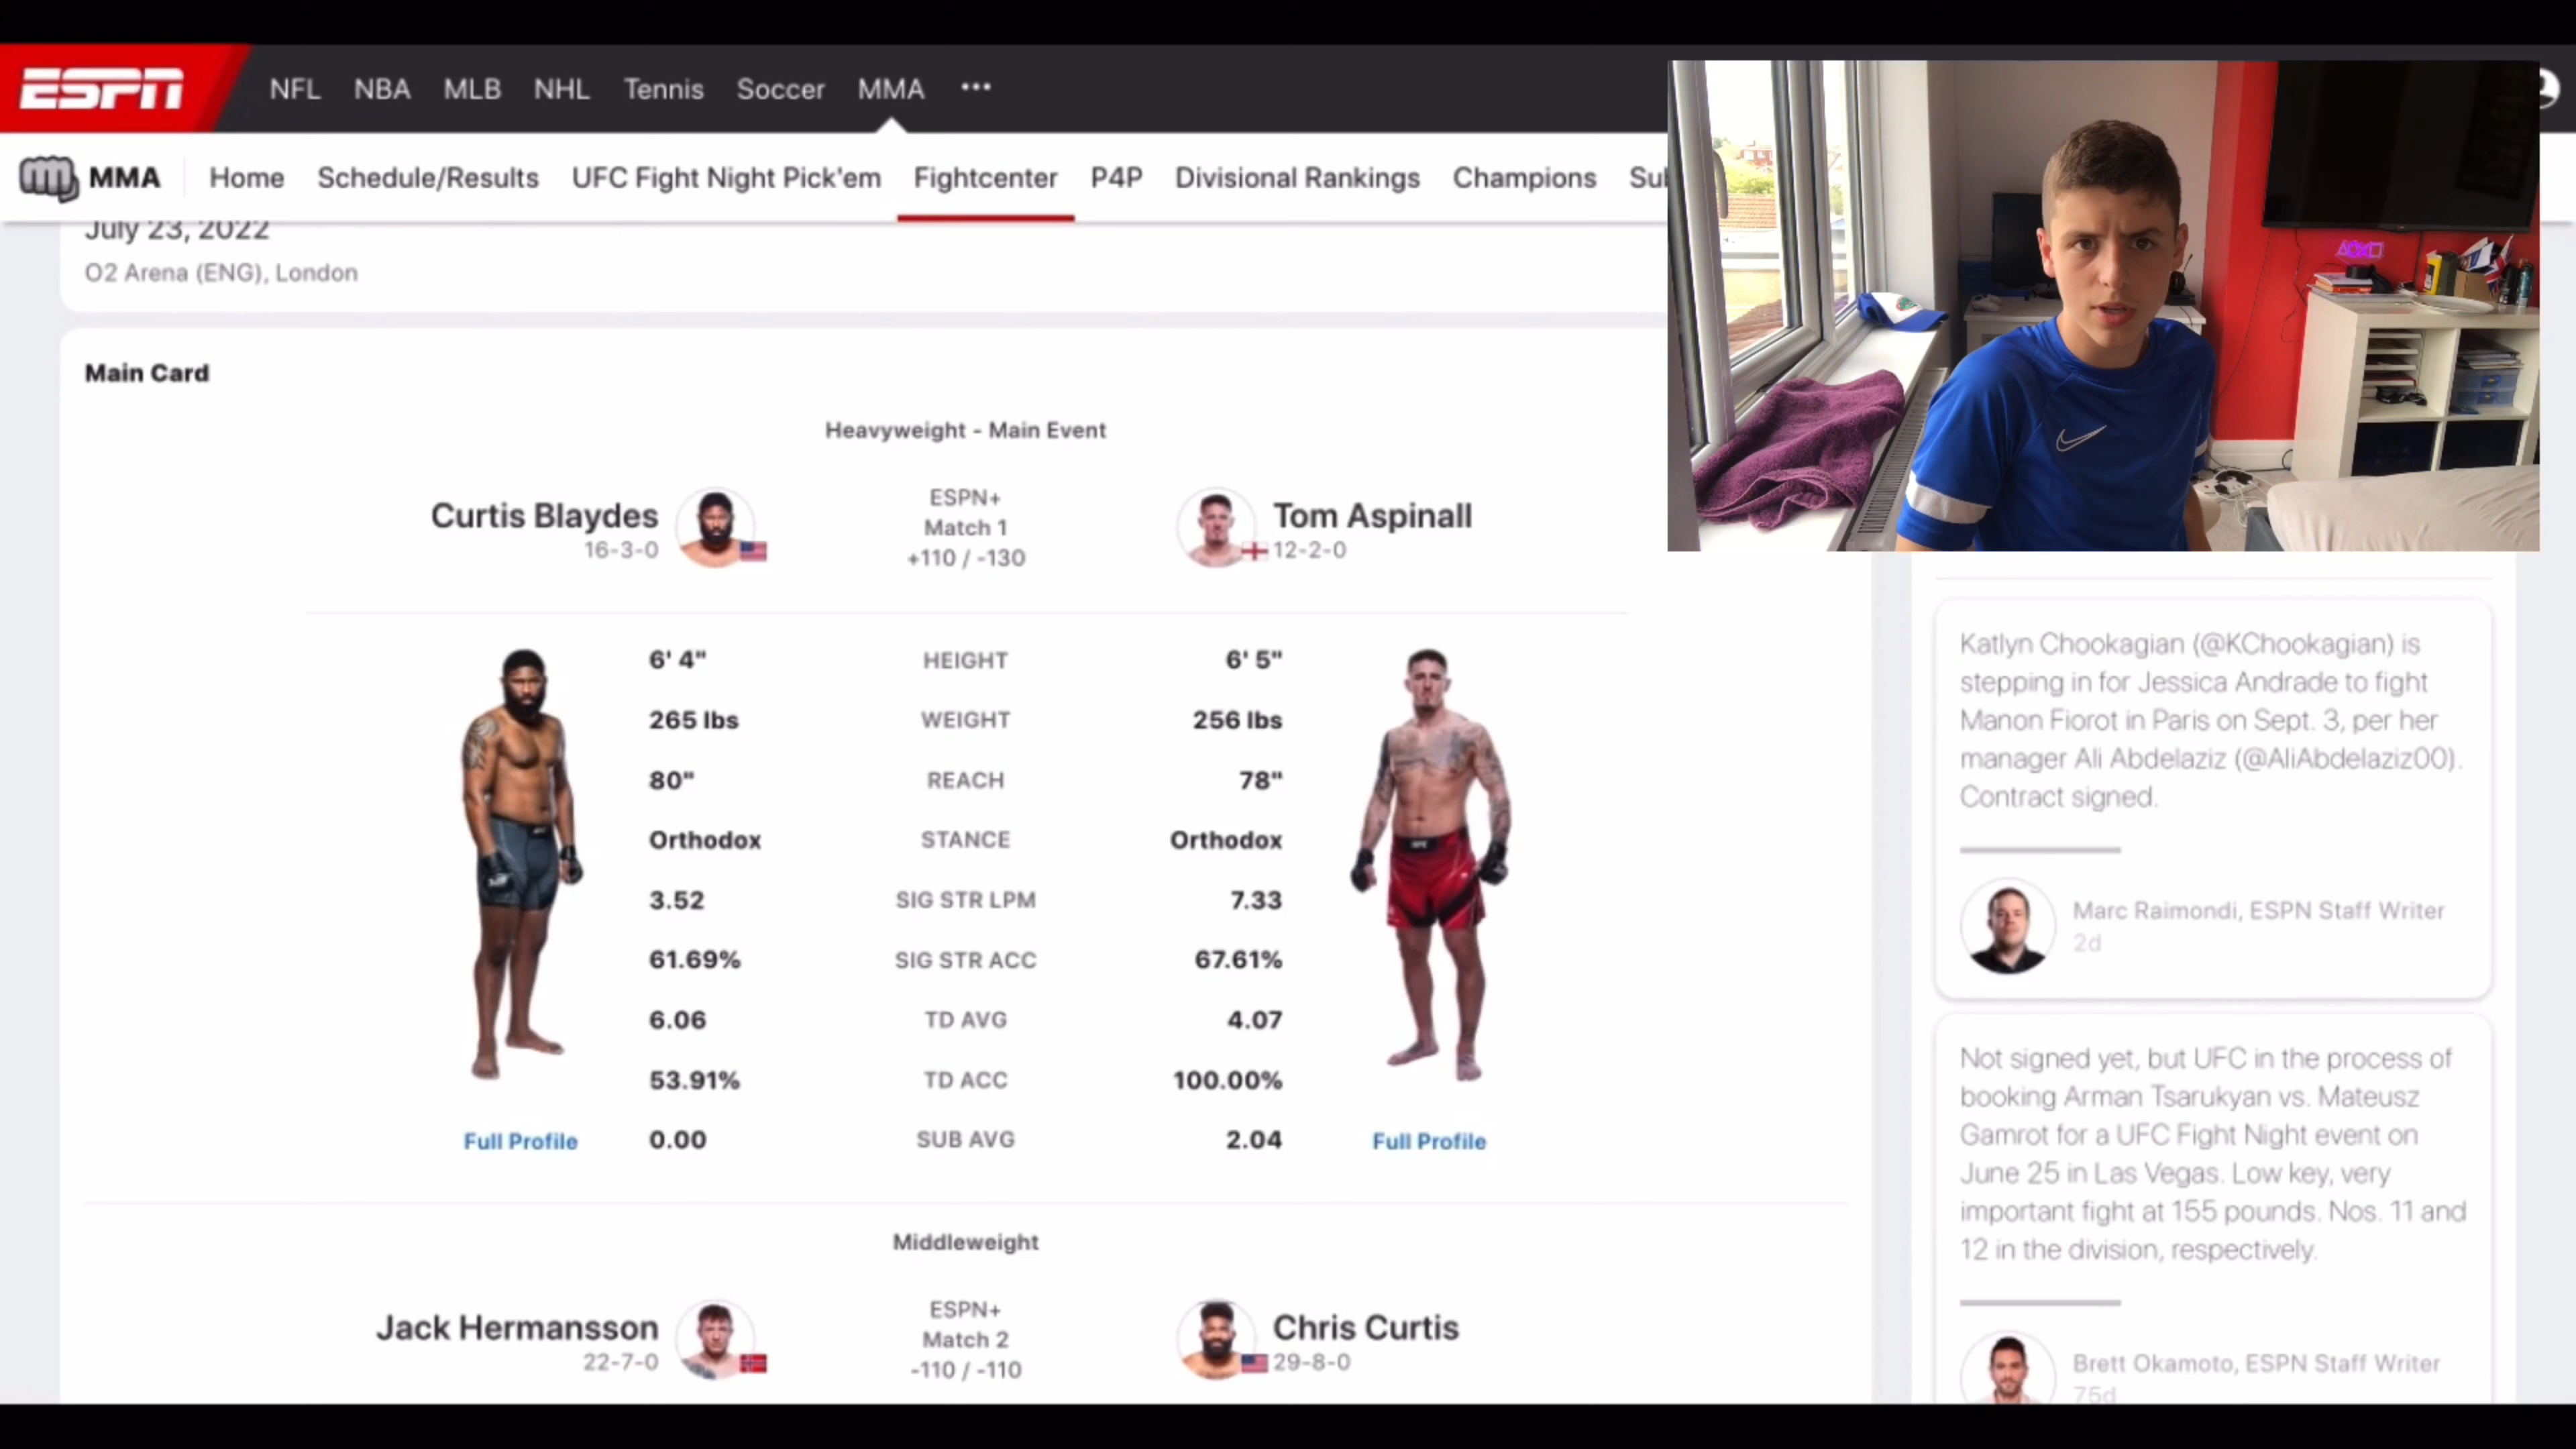 ESPN
NFL NBA MLB NHL Tennis Soccer MMA
MMA Home Schedule/Results UFC Fight Night Pick'em Fightcenter P4P Divisional Rankings Champions
July 23, 2022
O2 Arena (ENG), London
Main Card
Heavyweight - Main Event
Curtis Blaydes
16-3-0
ESPN+
Match 1
+110 / -130
Tom Aspinall
12-2-0
6' 4" HEIGHT 6' 5"
265 lbs WEIGHT 256 lbs
80" REACH 78"
Orthodox STANCE Orthodox
3.52 SIG STR LPM 7.33
61.69% SIG STR ACC 67.61%
6.06 TD AVG 4.07
53.91% TD ACC 100.00%
Full Profile 0.00 SUB AVG 2.04 Full Profile
Middleweight
Jack Hermansson
22-7-0
ESPN+
Match 2
-110 / -110
Chris Curtis
29-8-0
Katlyn Chookagian (@KChookagian) is
stepping in for Jessica Andrade to fight
Manon Fiorot in Paris on Sept. 3, per her
manager Ali Abdelaziz (@AliAbdelaziz00).
Contract signed.
Marc Raimondi, ESPN Staff Writer
2d
Not signed yet, but UFC in the process of
booking Arman Tsarukyan vs. Mateusz
Gamrot for a UFC Fight Night event on
June 25 in Las Vegas. Low key, very
important fight at 155 pounds. Nos. 11 and
12 in the division, respectively.
Brett Okamoto, ESPN Staff Writer
75d